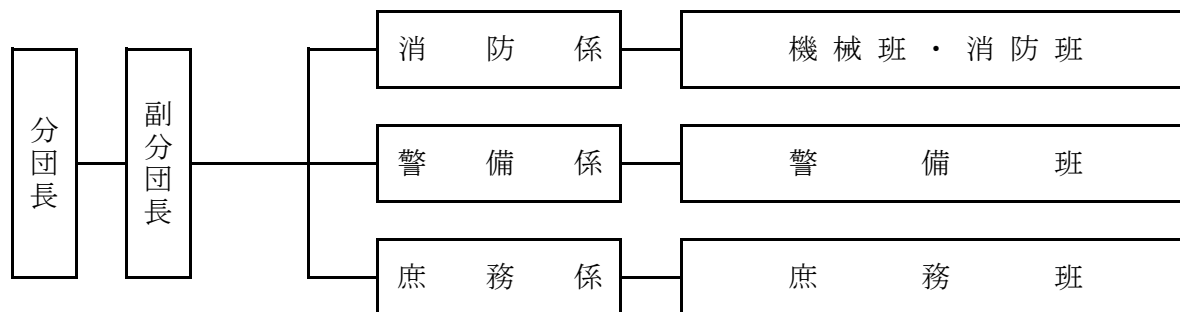 分団長
副分団長
消防係
機械班・消防班
警備係
警備班
庶務係
庶務班